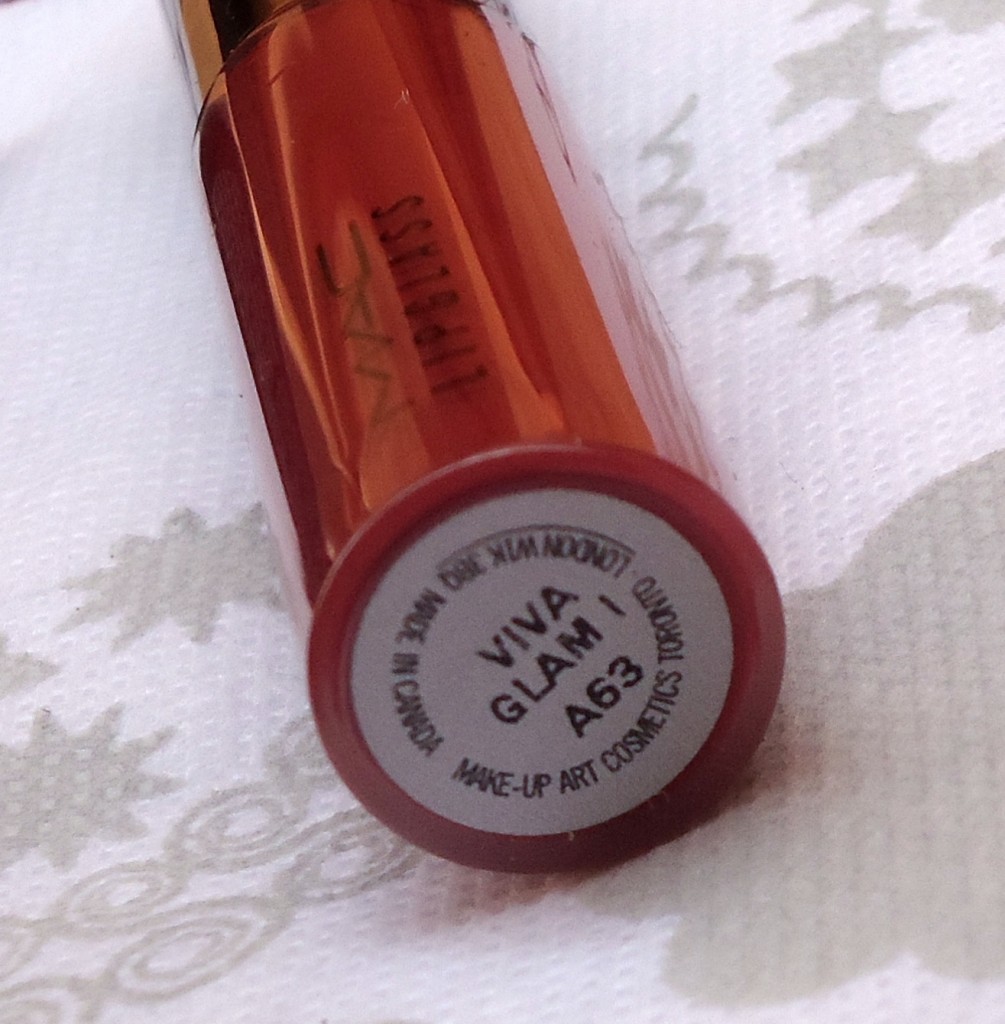 MAC
LIPGLASS
VIVA
GLAM I
A63
MAKE-UP ART COSMETICS TORONTO · LONDON W1K 3BQ MADE IN CANADA